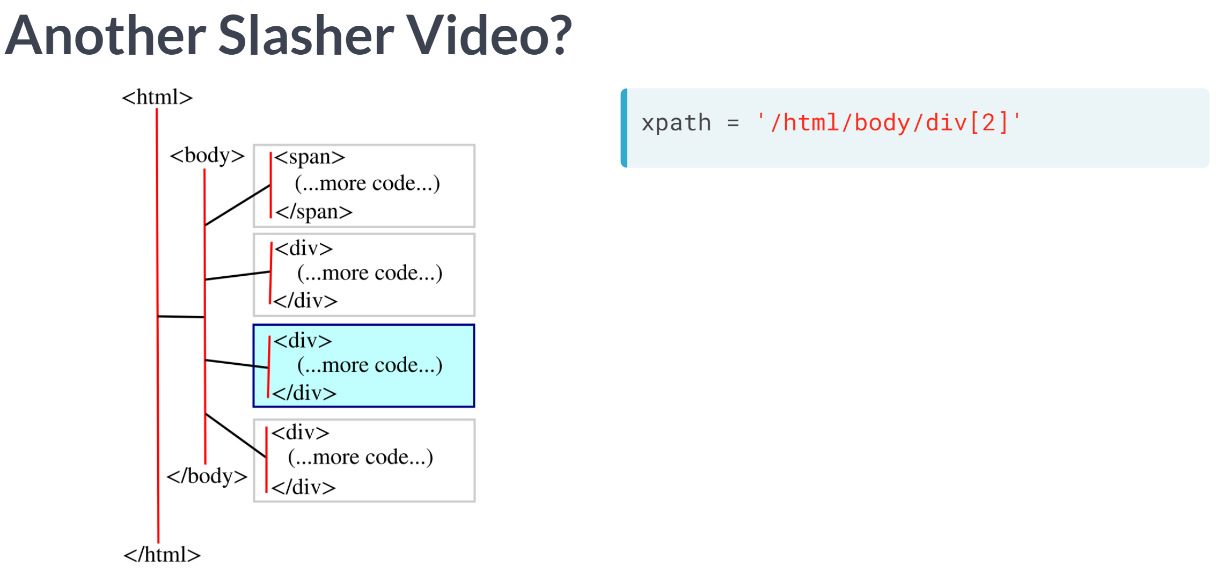 Another Slasher Video?
<html>
<body>
<span>
(...more code...)
</span>
<div>
(...more code...)
</div>
<div>
(...more code...)
</div>
<div>
(...more code...)
</div>
</body>
</html>
xpath = '/html/body/div[2]'